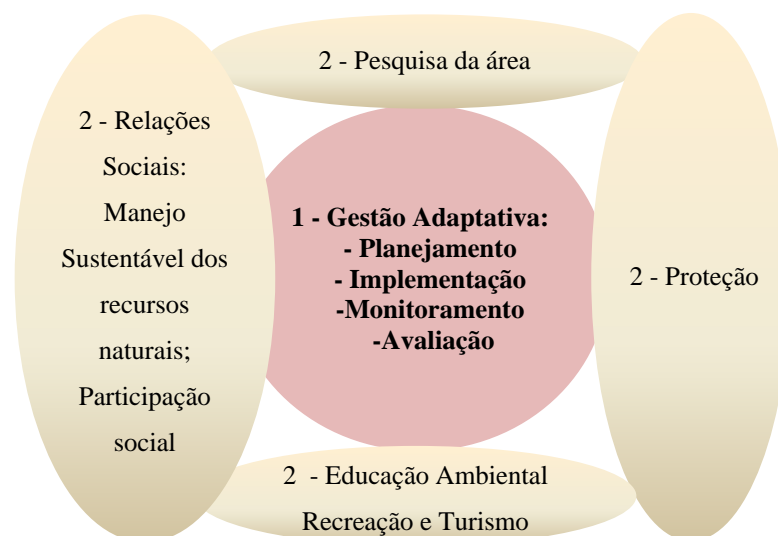 2 - Pesquisa da área
2 - Relações
Sociais:
Manejo
Sustentável dos
recursos
naturais;
Participação
social
1 - Gestão Adaptativa:
- Planejamento
- Implementação
-Monitoramento
-Avaliação
2 - Proteção
2 - Educação Ambiental
Recreação e Turismo